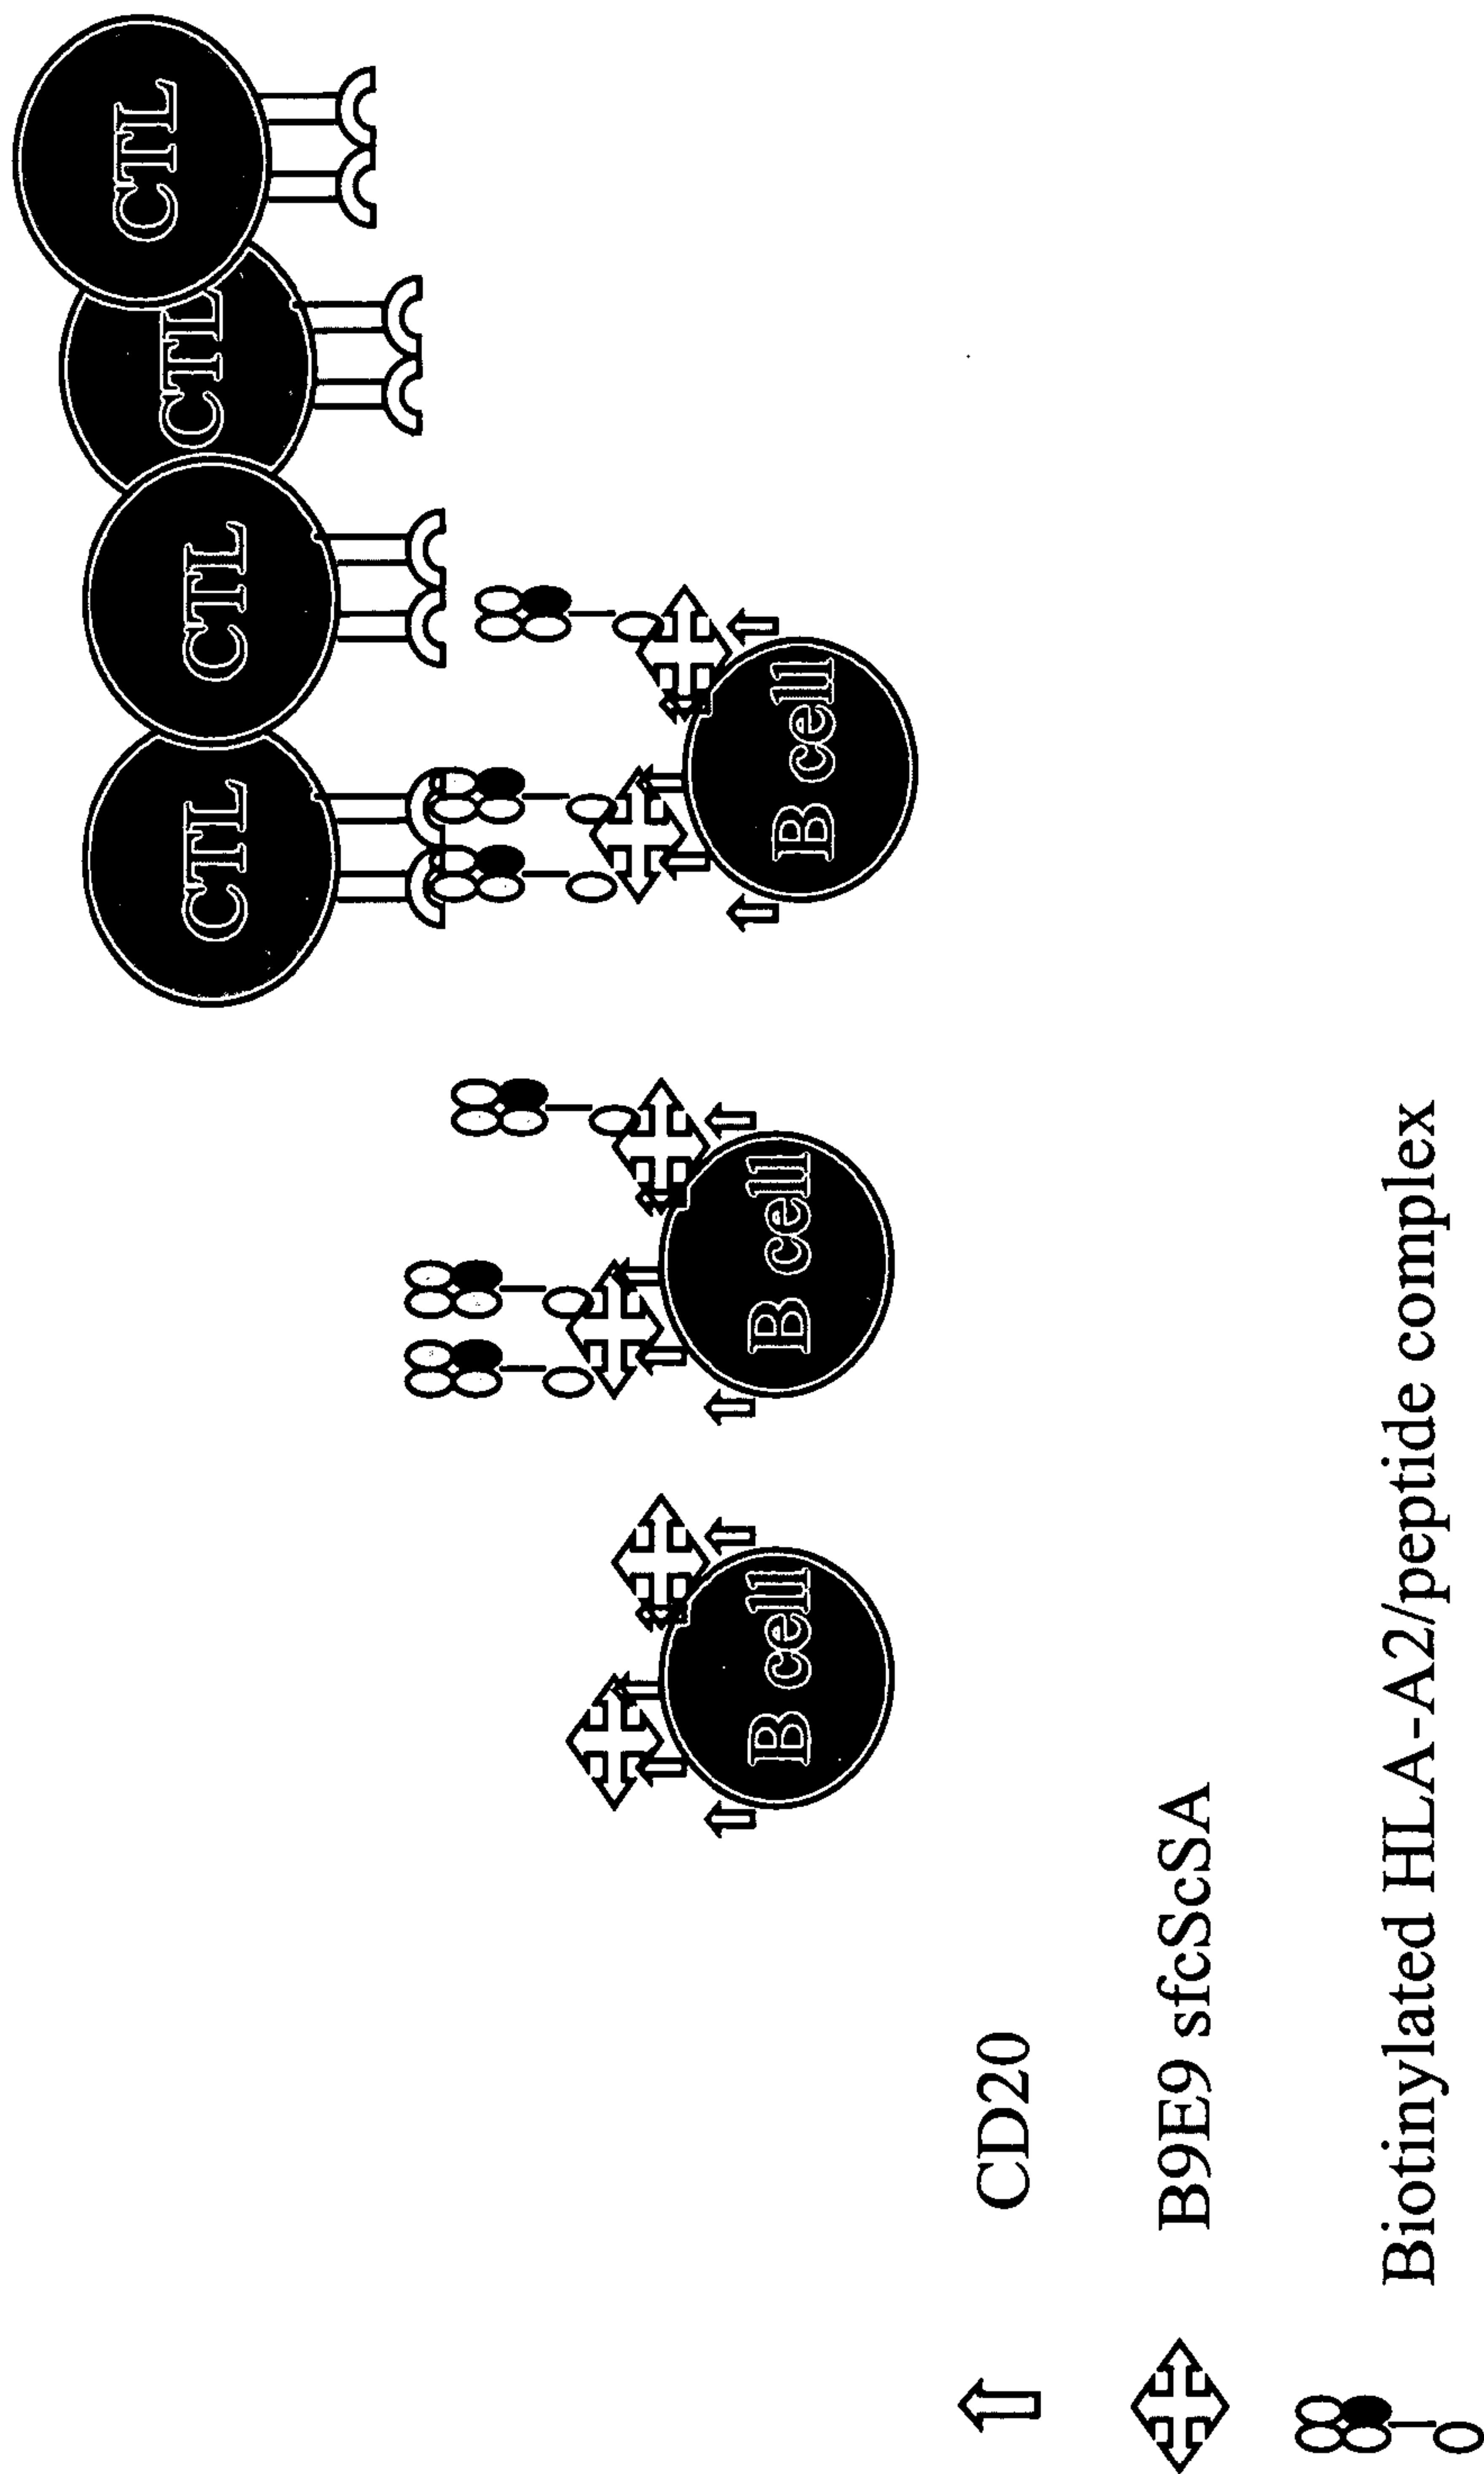 B cell
B cell
B cell
CTL
CTL
CTL
CTL
CD20
B9E9 sfcScSA
Biotinylated HLA-A2/peptide complex